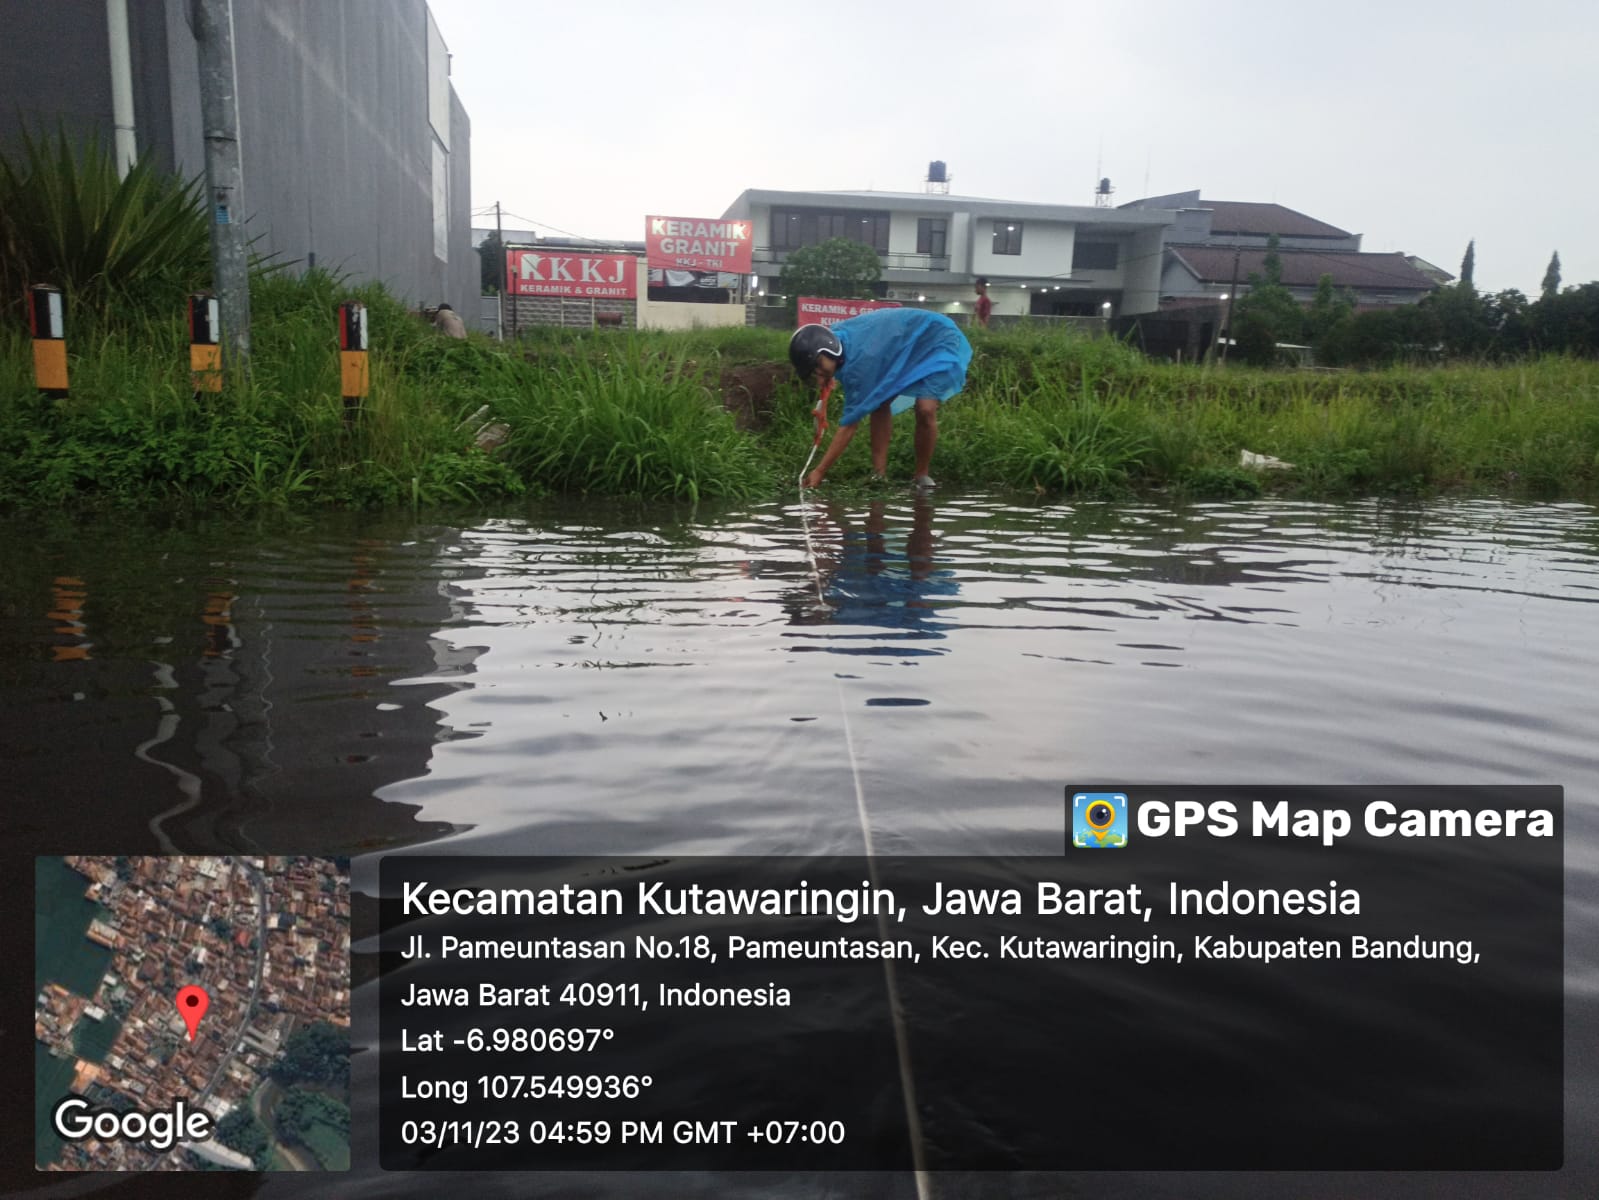 KERAMIK
GRANIT
KKJ - TKI
KKKJ
KERAMIK & GRANIT
GPS Map Camera
Kecamatan Kutawaringin, Jawa Barat, Indonesia
Jl. Pameuntasan No.18, Pameuntasan, Kec. Kutawaringin, Kabupaten Bandung,
Jawa Barat 40911, Indonesia
Lat -6.980697°
Long 107.549936°
03/11/23 04:59 PM GMT +07:00
Google